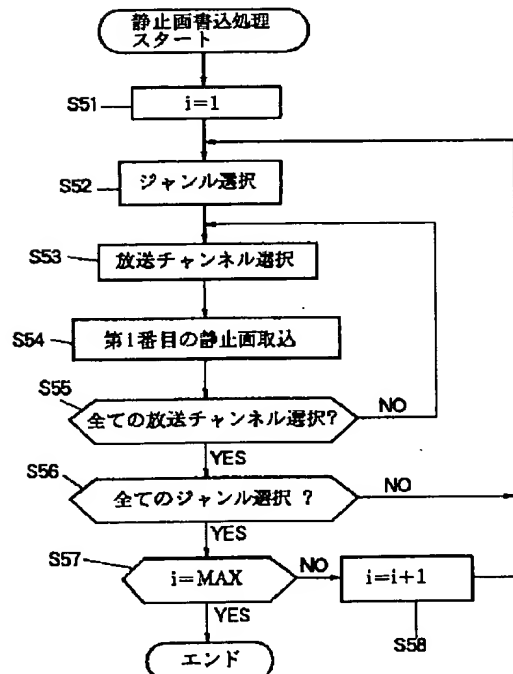 静止画書込処理
スタート
S51
i=1
S52
ジャンル選択
S53
放送チャンネル選択
S54
第i番目の静止画取込
S55
全ての放送チャンネル選択?
NO
YES
S56
全てのジャンル選択 ?
NO
YES
S57
i=MAX
NO
i=i+1
YES
S58
エンド